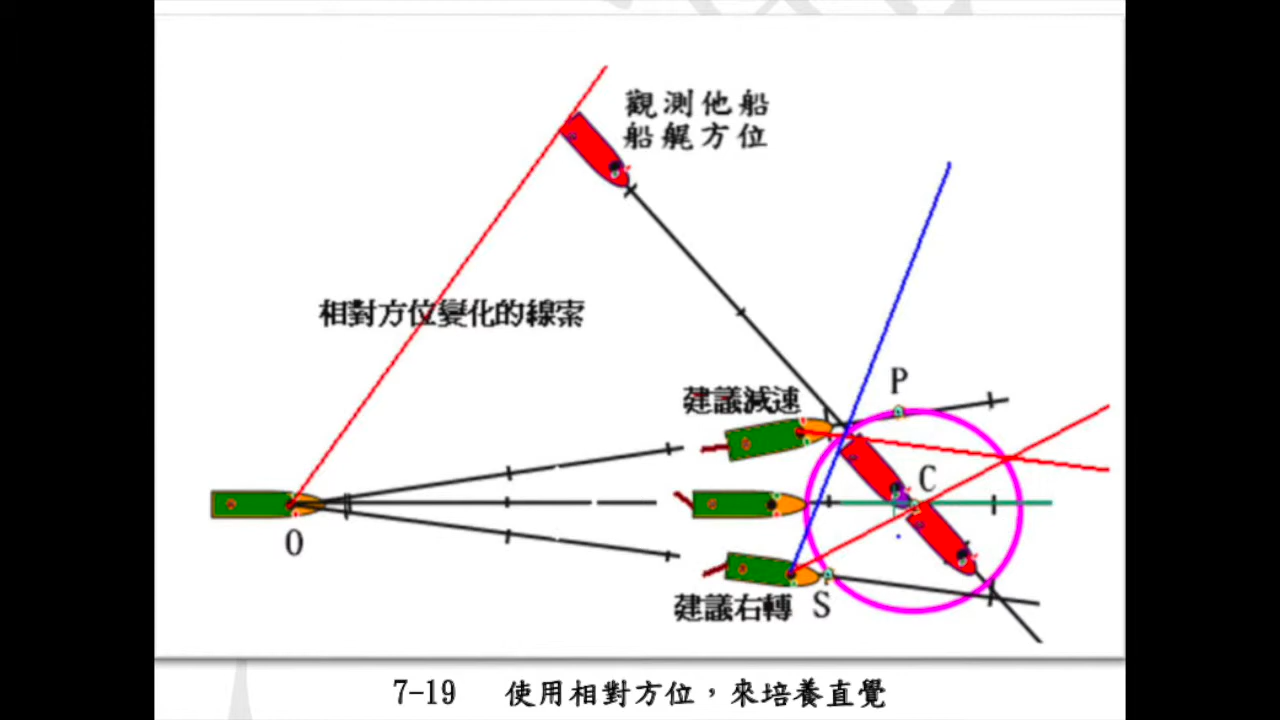 觀測他船
船艉方位
相對方位變化的線索
建議減速
P
C
O
建議右轉
S
7-19 使用相對方位，來培養直覺